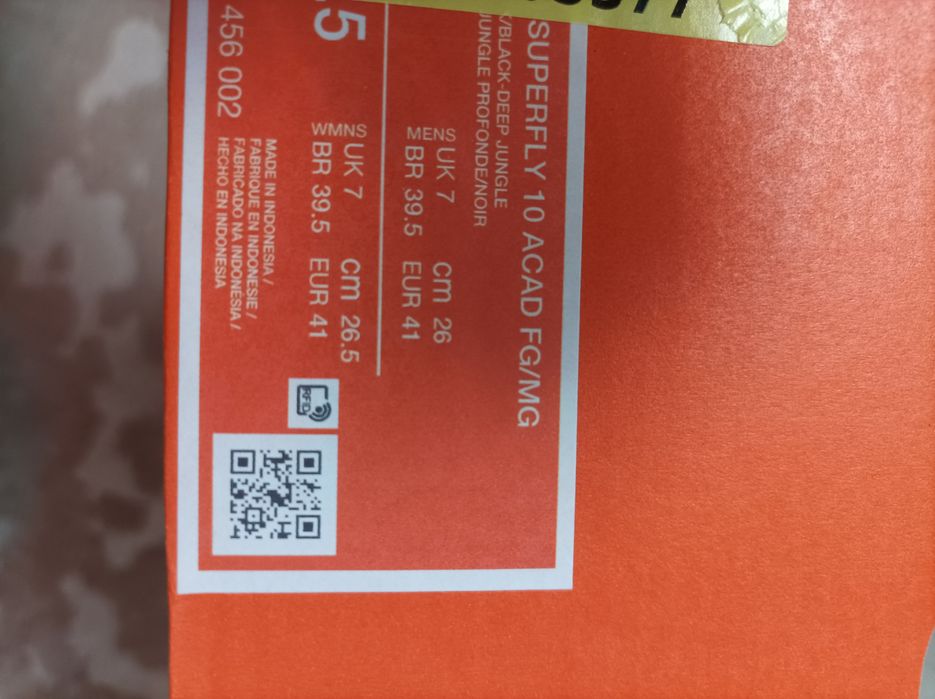 SUPERFLY 10 ACAD FG/MG
/BLACK-DEEP JUNGLE
JUNGLE PROFONDE/NOIR
MENS UK 7 cm 26
BR 39.5 EUR 41
.5
WMNS UK 7 cm 26.5
BR 39.5 EUR 41
MADE IN INDONESIA /
FABRIQUE EN INDONESIE /
FABRICADO NA INDONESIA /
HECHO EN INDONESIA
456 002
RFID